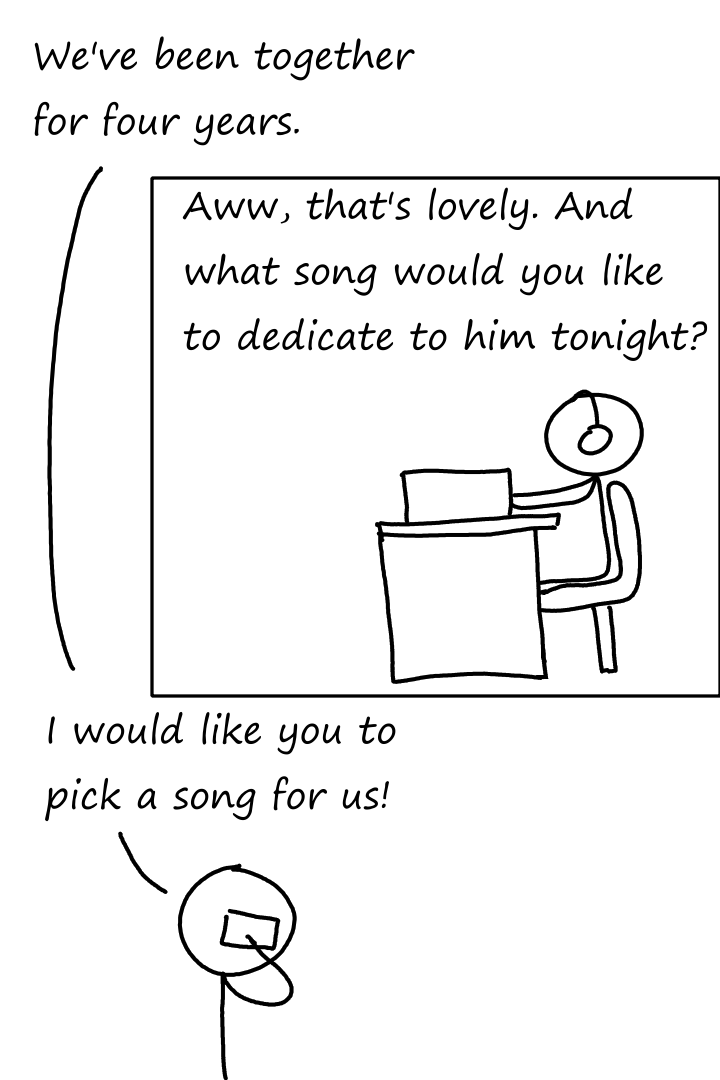 We've been together
for four years.
Aww, that's lovely. And
what song would you like
to dedicate to him tonight?
I would like you to
pick a song for us!